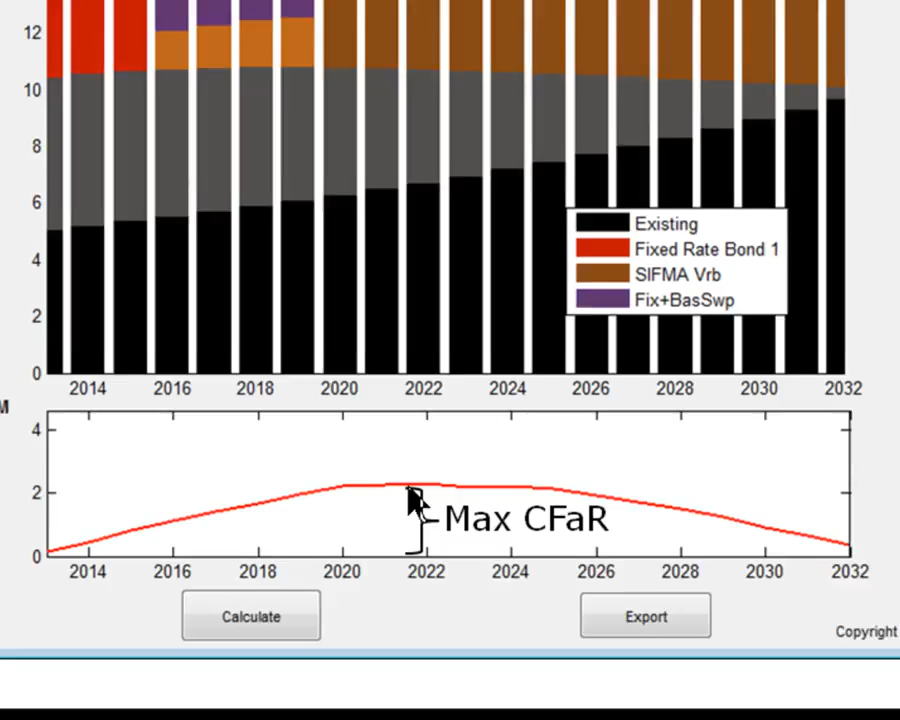 12
10
8
6
4
2
0
Existing
Fixed Rate Bond 1
SIFMA Vrb
Fix+BasSwp
2014 2016 2018 2020 2022 2024 2026 2028 2030 2032
M
4
2
0
Max CFaR
2014 2016 2018 2020 2022 2024 2026 2028 2030 2032
Calculate Export
Copyright